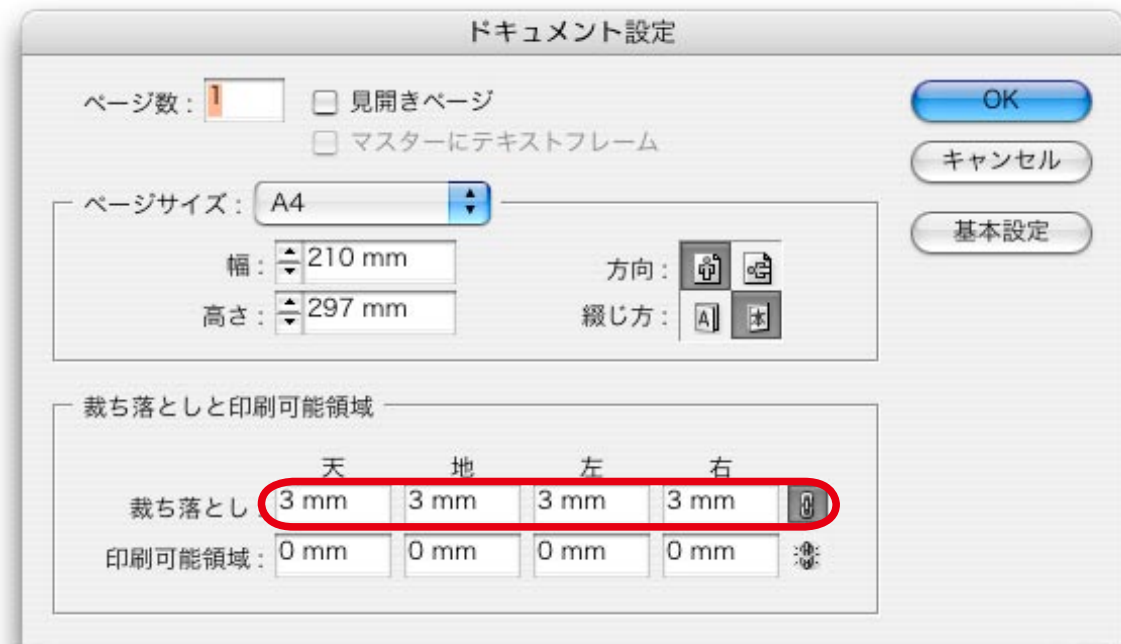 ドキュメント設定
ページ数 : 1 見開きページ OK
マスターにテキストフレーム
キャンセル
ページサイズ : A4
基本設定
幅 : 210 mm 方向 :
高さ : 297 mm 綴じ方 : A 本
裁ち落としと印刷可能領域
天 地 左 右
裁ち落とし : 3 mm 3 mm 3 mm 3 mm
印刷可能領域 : 0 mm 0 mm 0 mm 0 mm